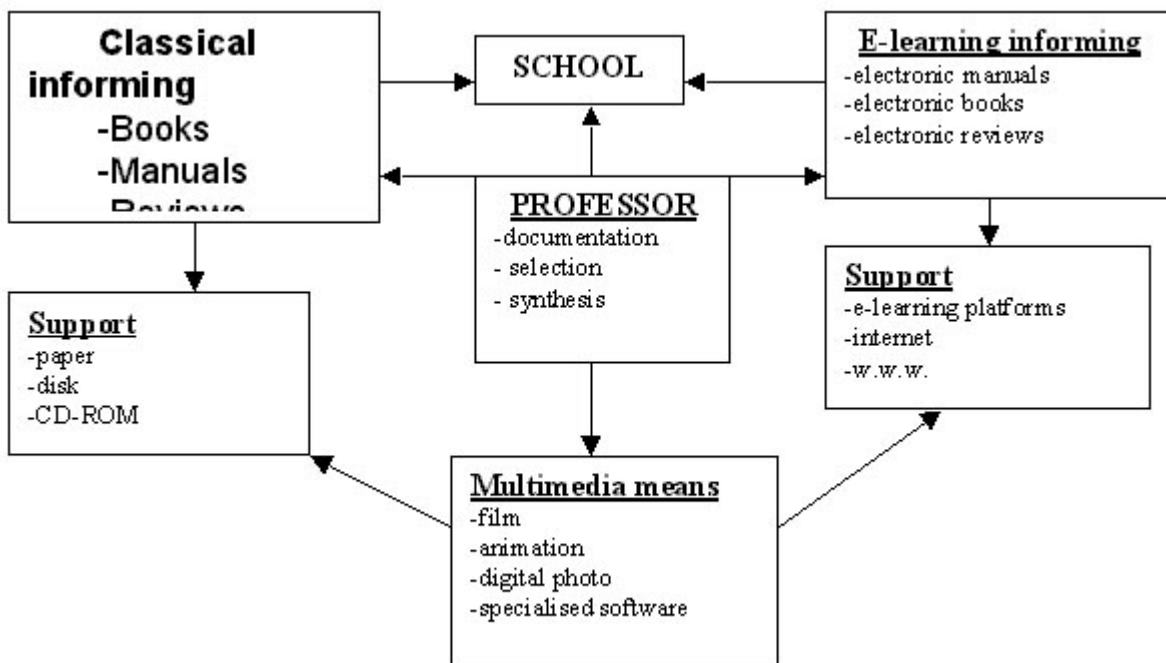 Classical
informing
-Books
-Manuals
-Reviews
SCHOOL
E-learning informing
-electronic manuals
-electronic books
-electronic reviews
PROFESSOR
-documentation
- selection
- synthesis
Support
-paper
-disk
-CD-ROM
Support
-e-learning platforms
-internet
-w.w.w.
Multimedia means
-film
-animation
-digital photo
-specialised software